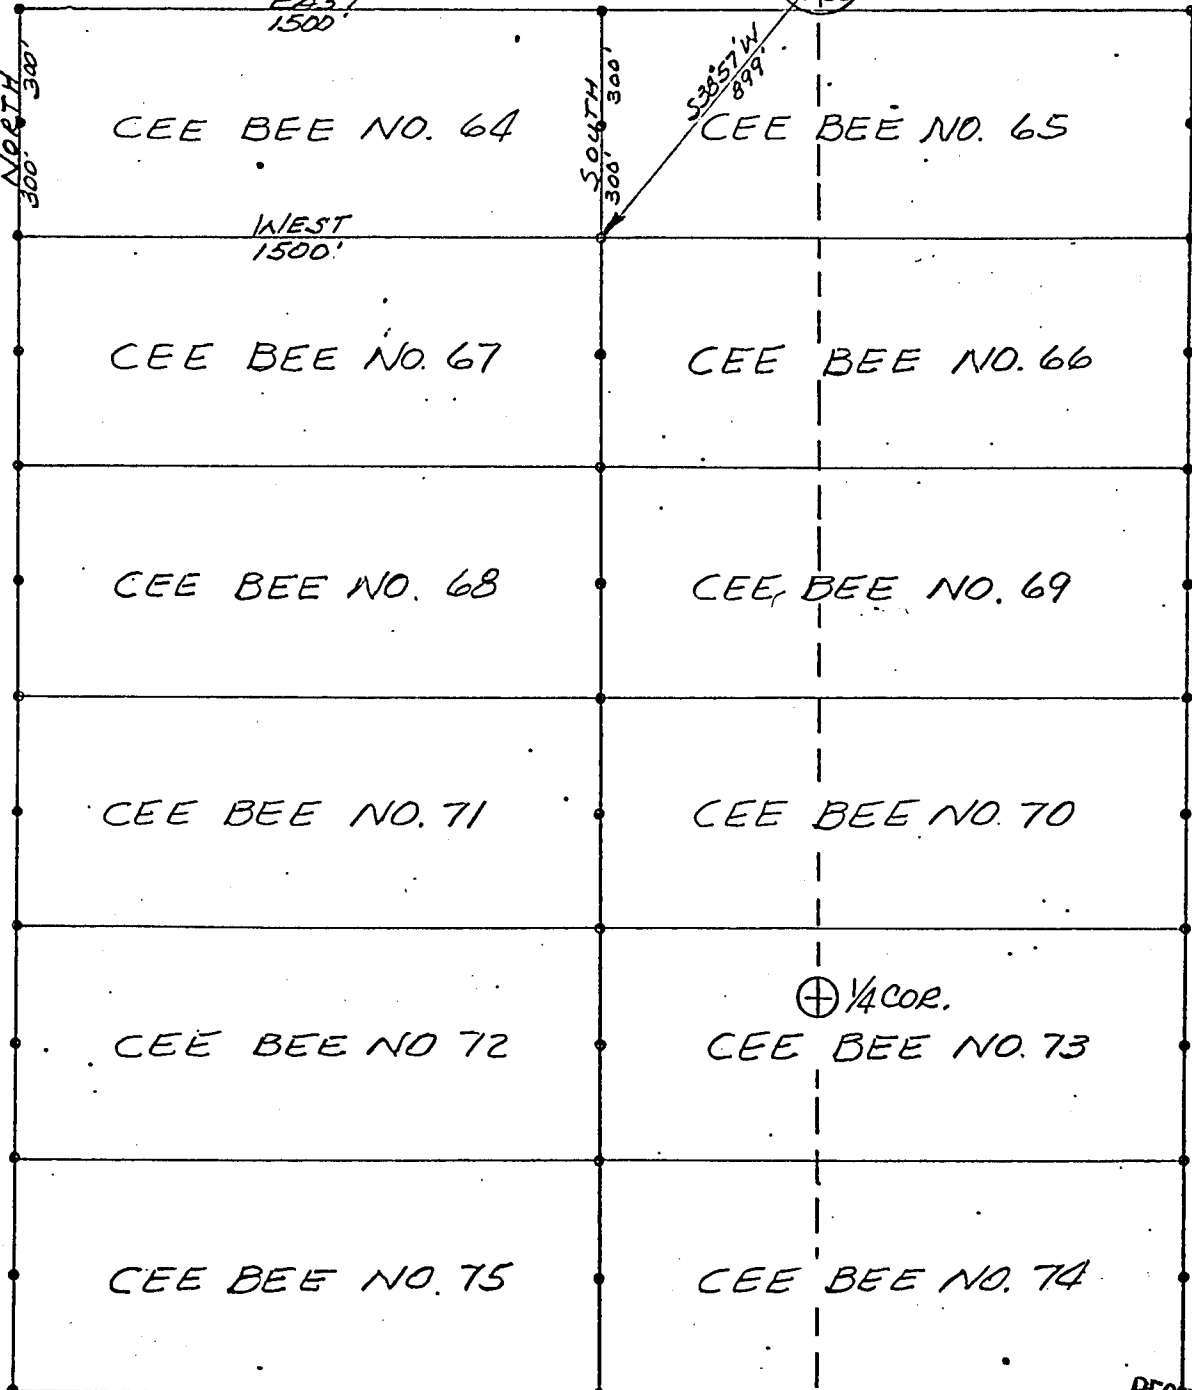 EAST
1500'
NORTH
300'
300'
CEE BEE NO. 64
SOUTH
300'
300'
S38°57'W
899'
CEE BEE NO. 65
WEST
1500'
CEE BEE NO. 67
CEE BEE NO. 66
CEE BEE NO. 68
CEE BEE NO. 69
CEE BEE NO. 71
CEE BEE NO. 70
1/4 COR.
CEE BEE NO 72
CEE BEE NO. 73
CEE BEE NO. 75
CEE BEE NO. 74